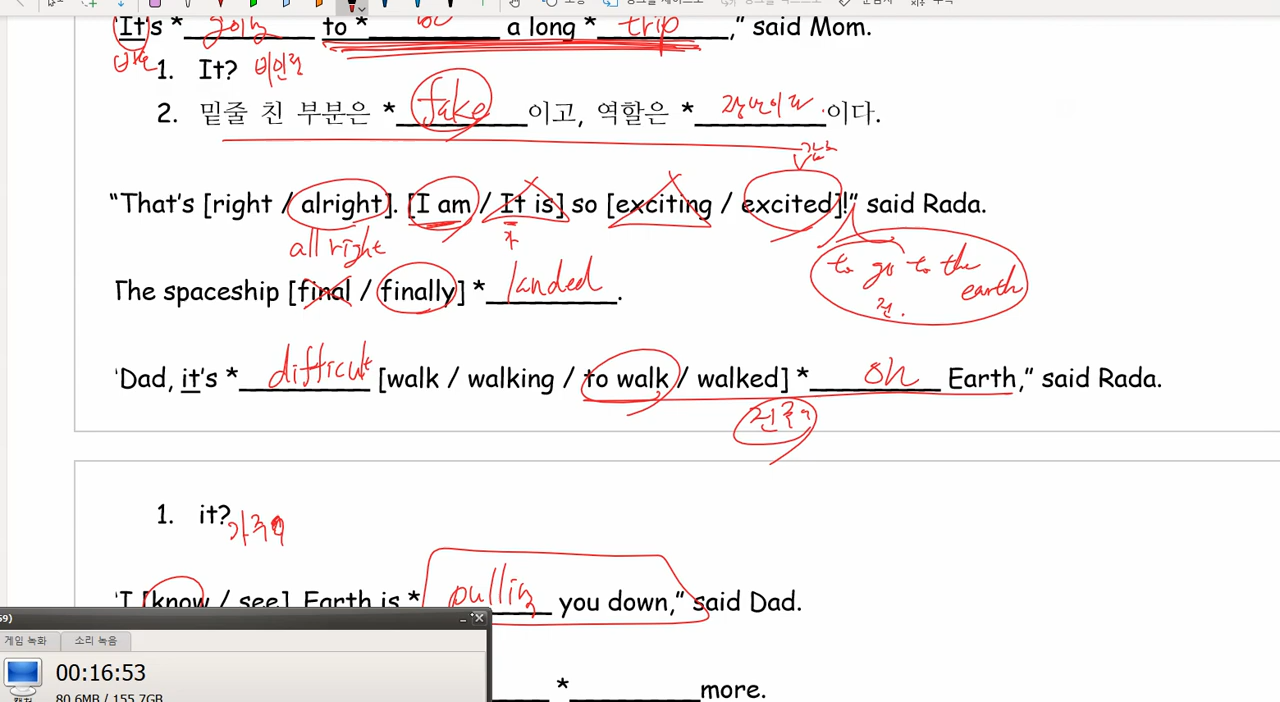 "It's * going to * be a long * trip ," said Mom.
1. It? 비인칭
2. 밑줄 친 부분은 * fake 이고, 역할은 * 이다.
"That's [right / alright]. [I am / It is] so [exciting / excited]!" said Rada.
all right
to go to the earth
The spaceship [final / finally] * landed .
'Dad, it's * difficult [walk / walking / to walk / walked] * on Earth," said Rada.
진주어
1. it? 가주어
'I [know / see] Earth is * pulling you down," said Dad.
게임 녹화 소리 녹음
00:16:53
80.6MB / 155.7GB
* more.